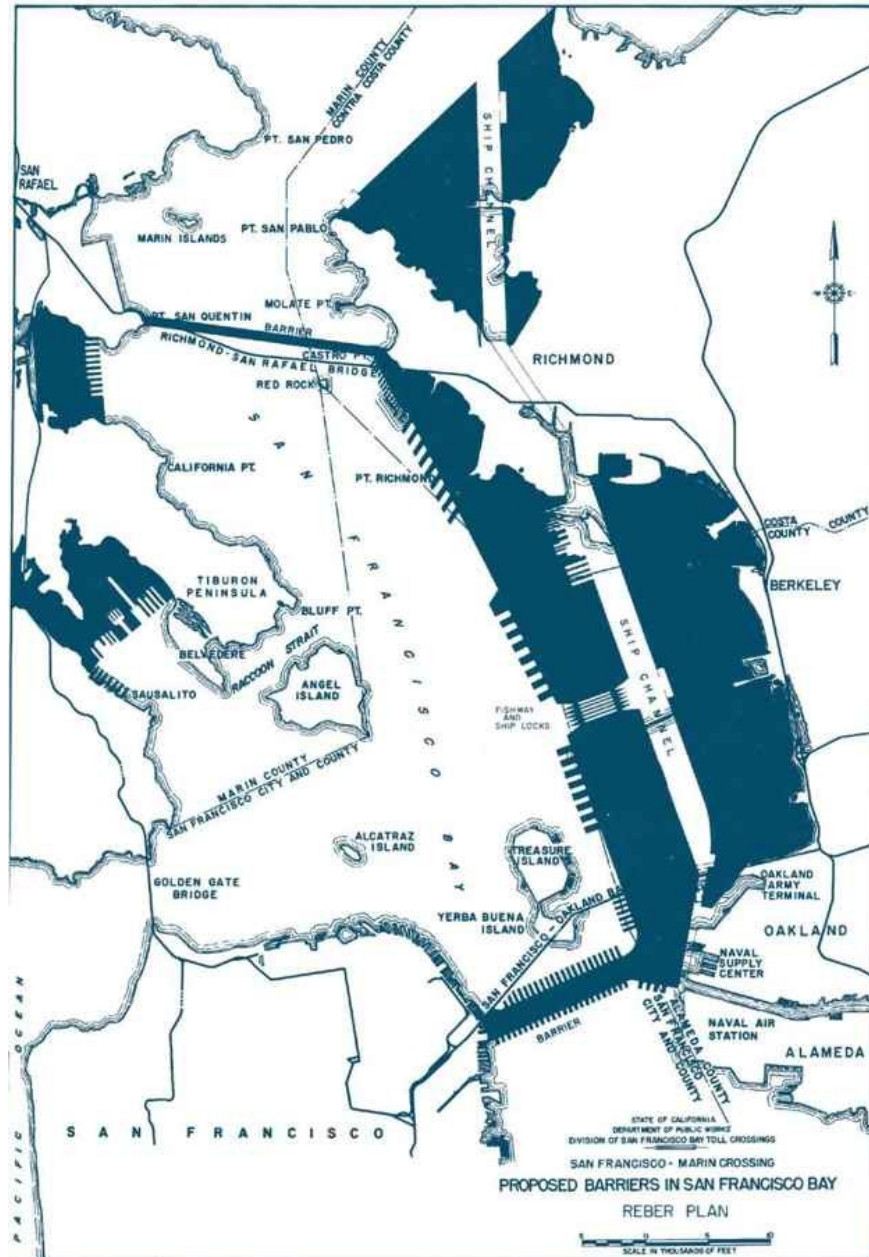 MARIN COUNTY
CONTRA COSTA COUNTY
SHIP CHANNEL
PT. SAN PEDRO
SAN
RAFAEL
MARIN ISLANDS
PT. SAN PABLO
MOLATE PT.
PT. SAN QUENTIN
BARRIER
RICHMOND-SAN RAFAEL BRIDGE
CASTRO PT.
RED ROCK
RICHMOND
SAN FRANCISCO BAY
CALIFORNIA PT.
PT. RICHMOND
COSTA
COUNTY
COUNTY
BERKELEY
TIBURON
PENINSULA
BLUFF PT.
BELVEDERE
RACCOON STRAIT
ANGEL
ISLAND
SAUSALITO
SHIP CHANNEL
FISHWAY
AND
SHIP LOCKS
MARIN COUNTY
SAN FRANCISCO CITY AND COUNTY
ALCATRAZ
ISLAND
TREASURE
ISLAND
GOLDEN GATE
BRIDGE
YERBA BUENA
ISLAND
SAN FRANCISCO - OAKLAND BA
OAKLAND
ARMY
TERMINAL
OAKLAND
NAVAL
SUPPLY
CENTER
BARRIER
ALAMEDA COUNTY
SAN FRANCISCO
CITY AND COUNTY
NAVAL AIR
STATION
ALAMEDA
PACIFIC OCEAN
SAN FRANCISCO
STATE OF CALIFORNIA
DEPARTMENT OF PUBLIC WORKS
DIVISION OF SAN FRANCISCO BAY TOLL CROSSINGS
SAN FRANCISCO - MARIN CROSSING
PROPOSED BARRIERS IN SAN FRANCISCO BAY
REBER PLAN
SCALE IN THOUSANDS OF FEET